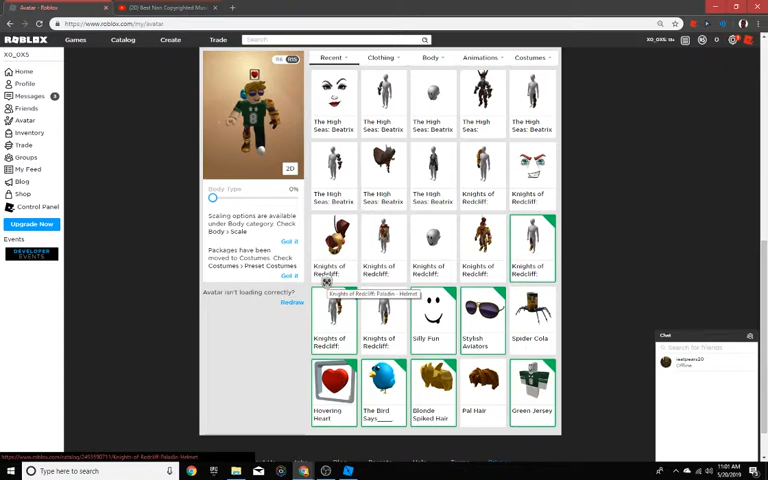 Avatar - Roblox
(20) Best Non Copyrighted Mus
https://www.roblox.com/my/avatar
ROBLOX
Games
Catalog
Create
Trade
Search
X0_0X5
0
X0_0X5
Home
Profile
Messages
Friends
Avatar
Inventory
Trade
Groups
My Feed
Blog
Shop
Control Panel
Upgrade Now
Events
DEVELOPER
EVENTS
R6 R15
2D
Body Type
0%
Scaling options are available
under Body category. Check
Body > Scale
Got it
Packages have been
moved to Costumes. Check
Costumes > Preset Costumes
Got it
Avatar isn't loading correctly?
Redraw
Recent
Clothing
Body
Animations
Costumes
The High
Seas: Beatrix
The High
Seas: Beatrix
The High
Seas: Beatrix
The High
Seas:
The High
Seas: Beatrix
The High
Seas: Beatrix
The High
Seas: Beatrix
The High
Seas: Beatrix
Knights of
Redcliff:
Knights of
Redcliff:
Knights of
Redcliff:
Knights of
Redcliff:
Knights of
Redcliff:
Knights of
Redcliff:
Knights of
Redcliff:
Knights of Redcliff: Paladin - Helmet
Knights of
Redcliff:
Knights of
Redcliff:
Silly Fun
Stylish
Aviators
Spider Cola
Hovering
Heart
The Bird
Says____
Blonde
Spiked Hair
Pal Hair
Green Jersey
Chat
Search for friends
Offline
Type here to search
11:01 AM
5/20/2019